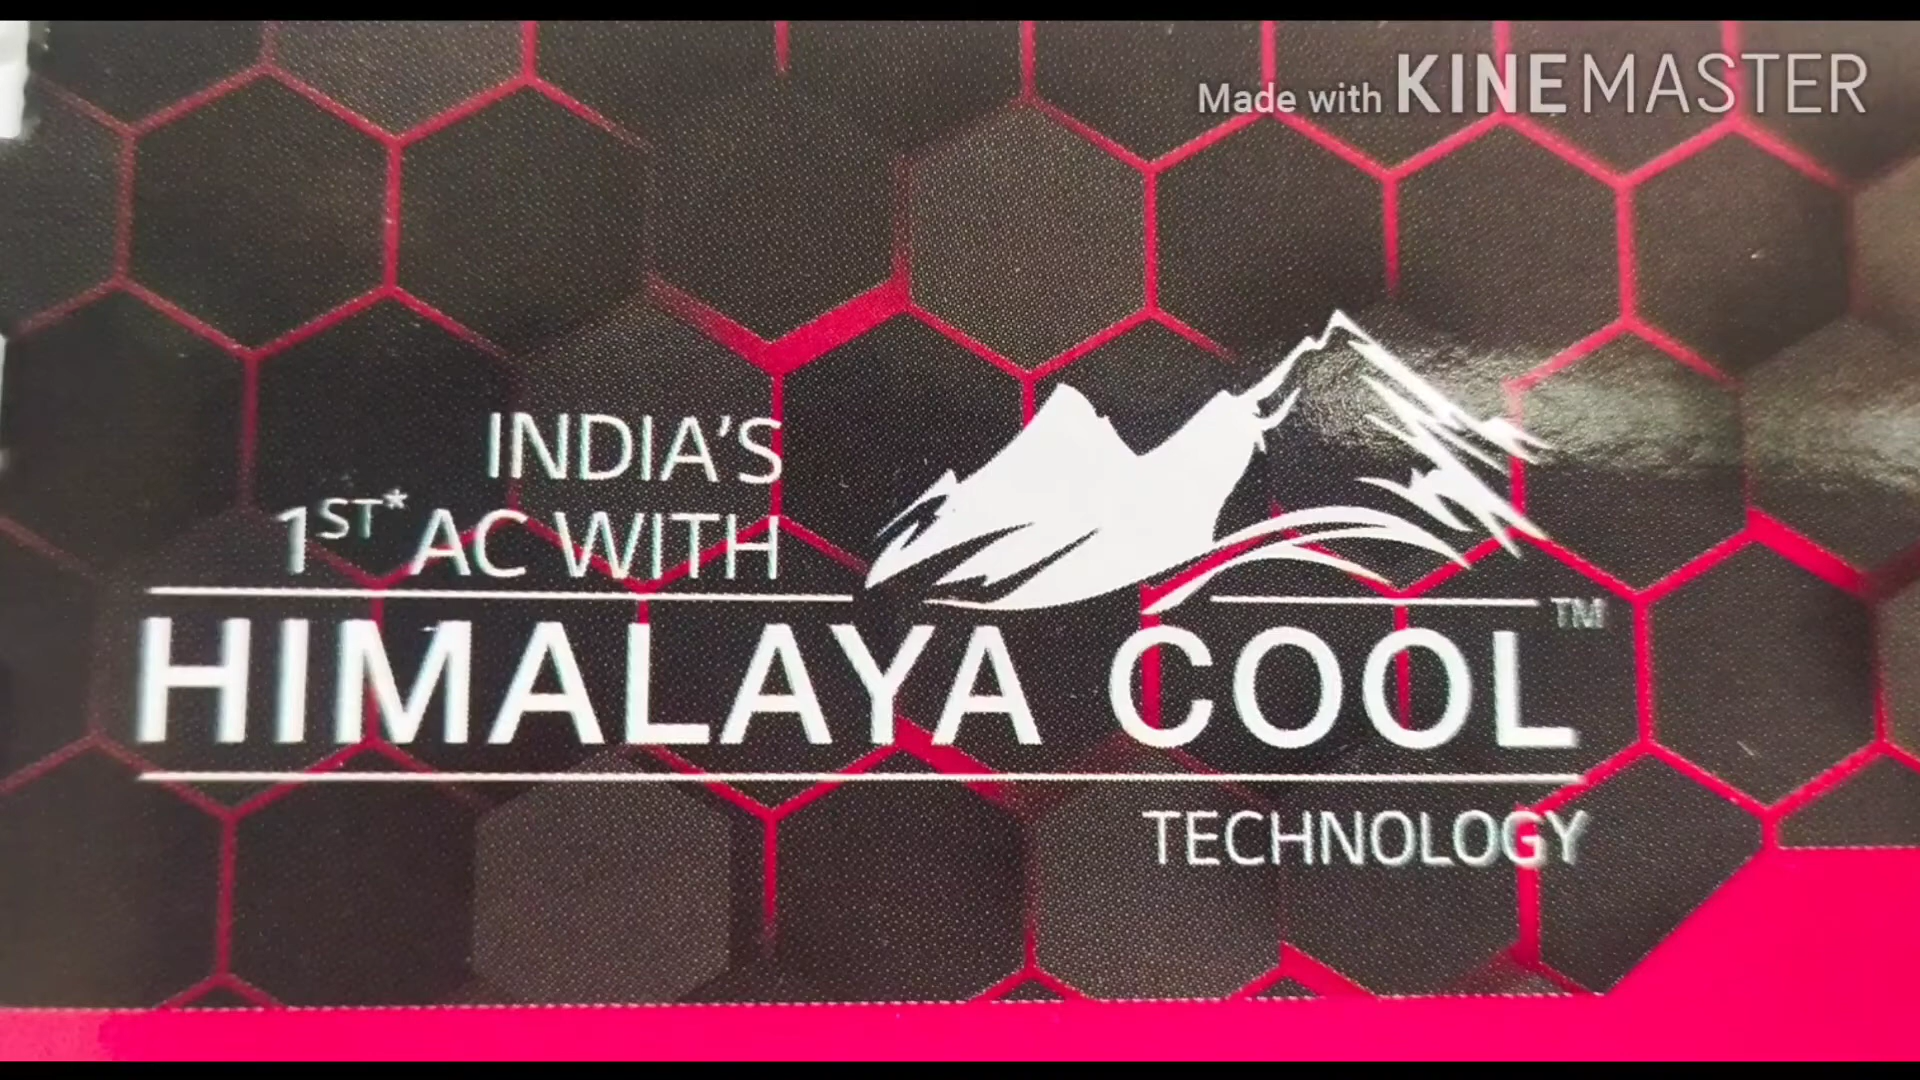 Made with KINEMASTER
INDIA'S
1ST* AC WITH
HIMALAYA COOL™
TECHNOLOGY